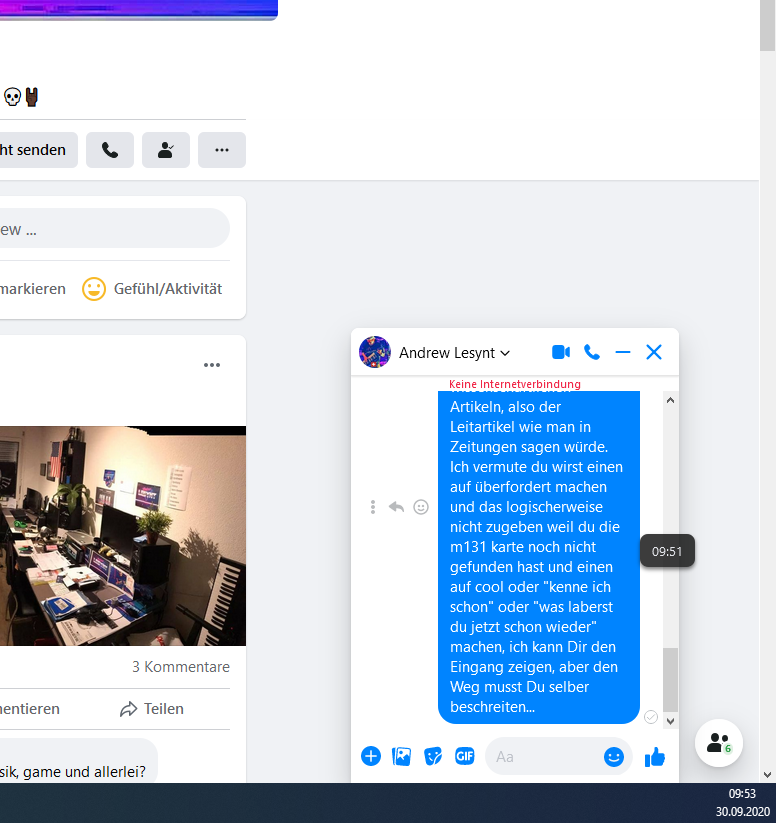 ht senden
ew ...
markieren
Gefühl/Aktivität
3 Kommentare
entieren
Teilen
sik, game und allerlei?
Andrew Lesynt
Keine Internetverbindung
Artikeln, also der
Leitartikel wie man in
Zeitungen sagen würde.
Ich vermute du wirst einen
auf überfordert machen
und das logischerweise
nicht zugeben weil du die
m131 karte noch nicht
gefunden hast und einen
auf cool oder "kenne ich
schon" oder "was laberst
du jetzt schon wieder"
machen, ich kann Dir den
Eingang zeigen, aber den
Weg musst Du selber
beschreiten...
09:51
GIF
Aa
6
09:53
30.09.2020